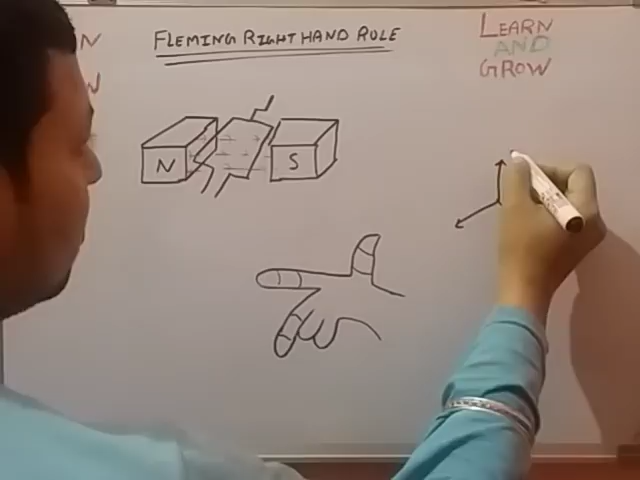 FLEMING RIGHT HAND RULE
LEARN
AND
GROW
N
W
N
S